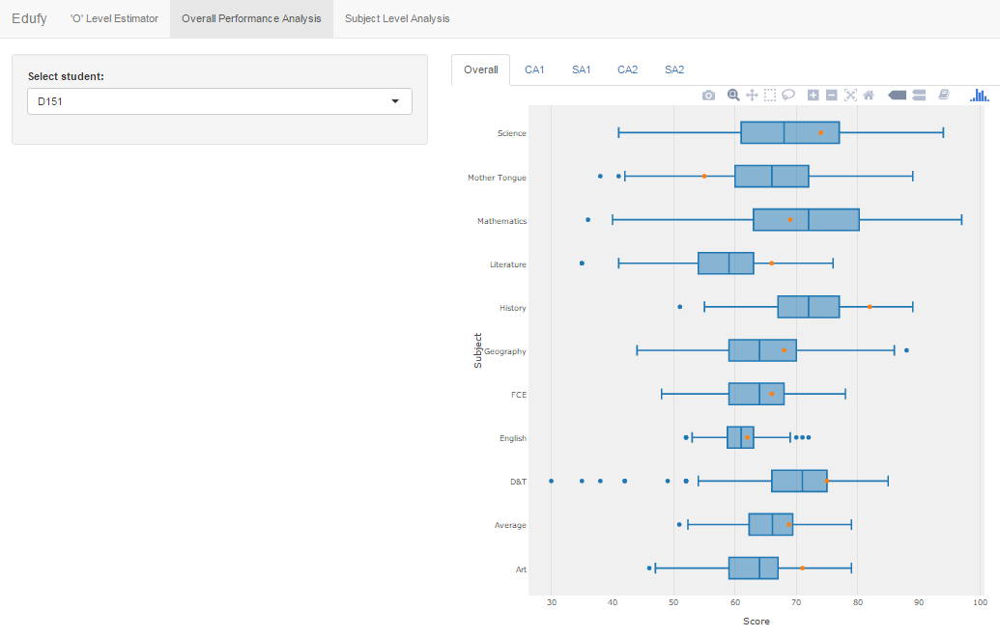 Edufy 'O' Level Estimator Overall Performance Analysis Subject Level Analysis
Select student:
D151
Overall CA1 SA1 CA2 SA2
Science
Mother Tongue
Mathematics
Literature
History
Subject
Geography
FCE
English
D&T
Average
Art
30 40 50 60 70 80 90 100
Score